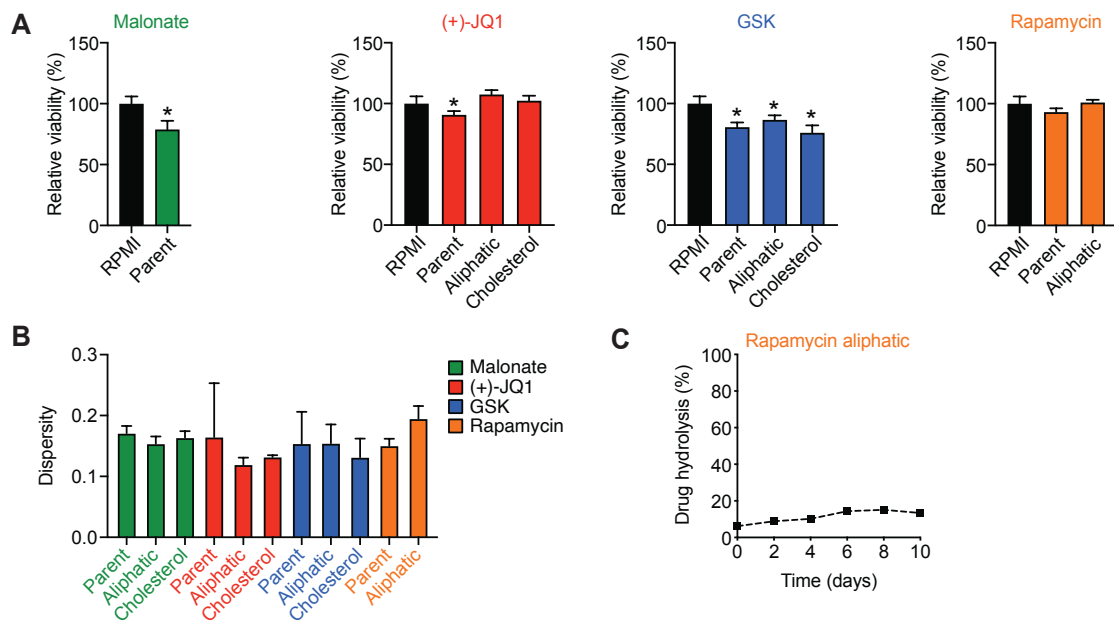 A
Malonate
Relative viability (%)
150
100
50
0
*
RPMI
Parent
(+)-JQ1
Relative viability (%)
150
100
50
0
*
RPMI
Parent
Aliphatic
Cholesterol
GSK
Relative viability (%)
150
100
50
0
* * *
RPMI
Parent
Aliphatic
Cholesterol
Rapamycin
Relative viability (%)
150
100
50
0
RPMI
Parent
Aliphatic
B
Dispersity
0.3
0.2
0.1
0.0
Parent
Aliphatic
Cholesterol
Parent
Aliphatic
Cholesterol
Parent
Aliphatic
Cholesterol
Parent
Aliphatic
Malonate
(+)-JQ1
GSK
Rapamycin
C
Rapamycin aliphatic
Drug hydrolysis (%)
100
80
60
40
20
0
0 2 4 6 8 10
Time (days)